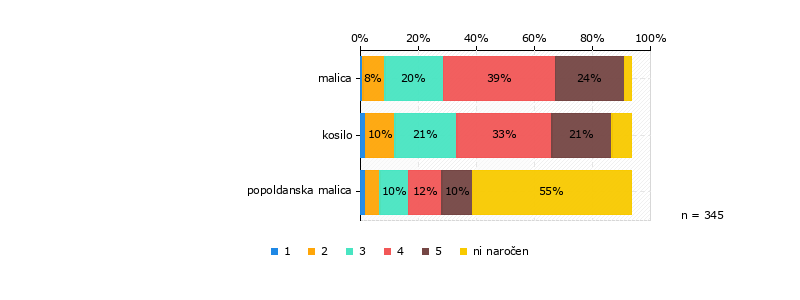 0% 20% 40% 60% 80% 100%
malica 8% 20% 39% 24%
kosilo 10% 21% 33% 21%
popoldanska malica 10% 12% 10% 55%
n = 345
1 2 3 4 5 ni naročen